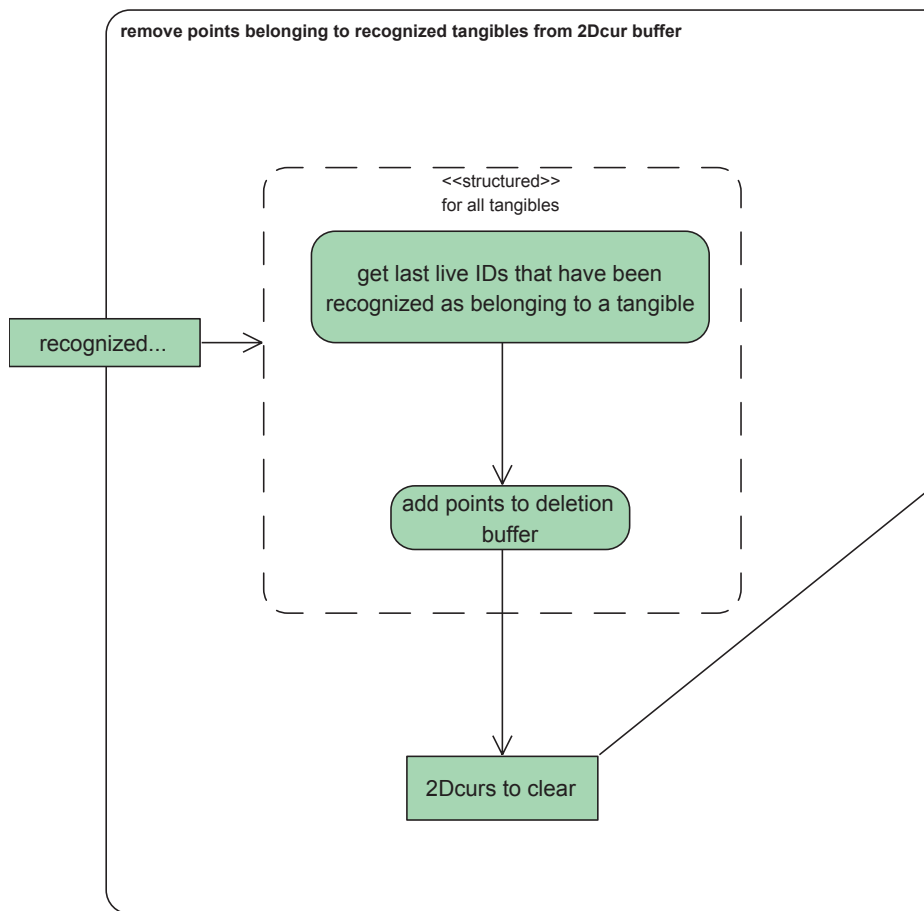 remove points belonging to recognized tangibles from 2Dcur buffer
<<structured>>
for all tangibles
get last live IDs that have been
recognized as belonging to a tangible
recognized...
add points to deletion
buffer
2Dcurs to clear